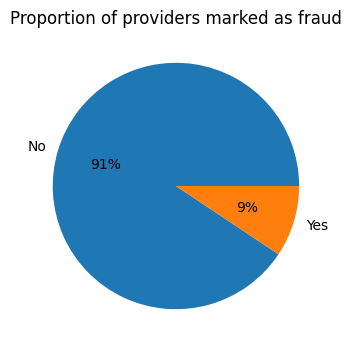 Proportion of providers marked as fraud
No
91%
9%
Yes